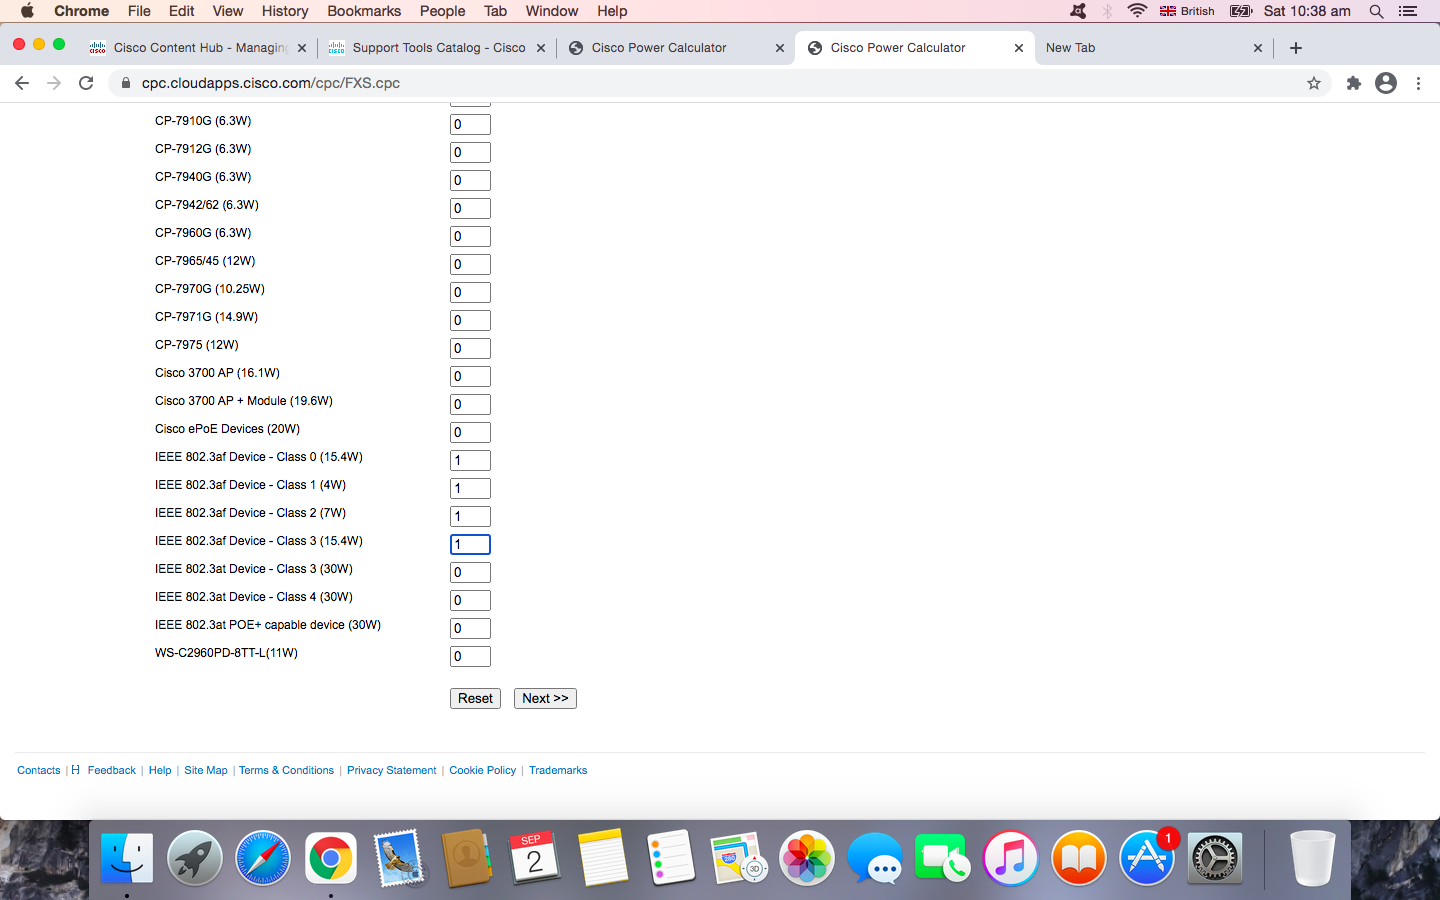 Chrome File Edit View History Bookmarks People Tab Window Help British Sat 10:38 am
Cisco Content Hub - Managing Support Tools Catalog - Cisco Cisco Power Calculator Cisco Power Calculator New Tab
cpc.cloudapps.cisco.com/cpc/FXS.cpc
CP-7910G (6.3W) 0
CP-7912G (6.3W) 0
CP-7940G (6.3W) 0
CP-7942/62 (6.3W) 0
CP-7960G (6.3W) 0
CP-7965/45 (12W) 0
CP-7970G (10.25W) 0
CP-7971G (14.9W) 0
CP-7975 (12W) 0
Cisco 3700 AP (16.1W) 0
Cisco 3700 AP + Module (19.6W) 0
Cisco ePoE Devices (20W) 0
IEEE 802.3af Device - Class 0 (15.4W) 1
IEEE 802.3af Device - Class 1 (4W) 1
IEEE 802.3af Device - Class 2 (7W) 1
IEEE 802.3af Device - Class 3 (15.4W) 1
IEEE 802.3at Device - Class 3 (30W) 0
IEEE 802.3at Device - Class 4 (30W) 0
IEEE 802.3at POE+ capable device (30W) 0
WS-C2960PD-8TT-L(11W) 0
Reset Next >>
Contacts | Feedback | Help | Site Map | Terms & Conditions | Privacy Statement | Cookie Policy | Trademarks
SEP
2
280
3D
1